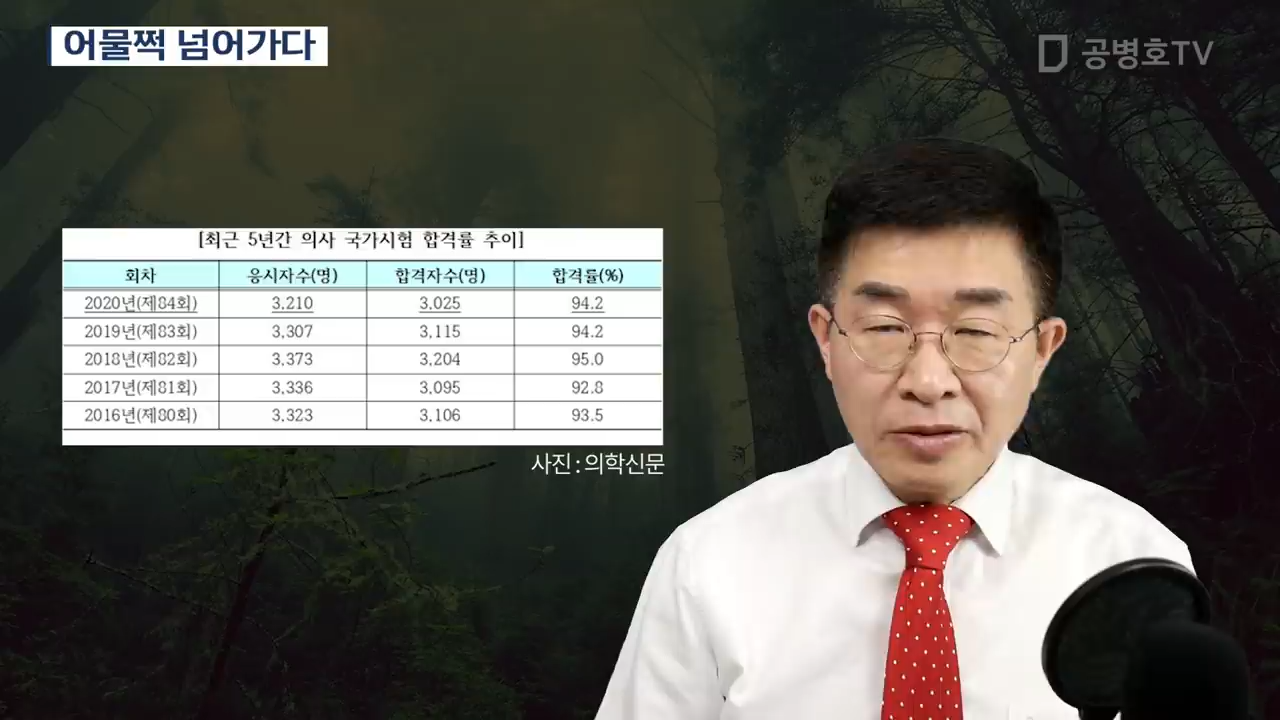 어물쩍 넘어가다
공병호TV
[최근 5년간 의사 국가시험 합격률 추이]
회차 응시자수(명) 합격자수(명) 합격률(%)
2020년(제84회) 3,210 3,025 94.2
2019년(제83회) 3,307 3,115 94.2
2018년(제82회) 3,373 3,204 95.0
2017년(제81회) 3,336 3,095 92.8
2016년(제80회) 3,323 3,106 93.5
사진 : 의학신문